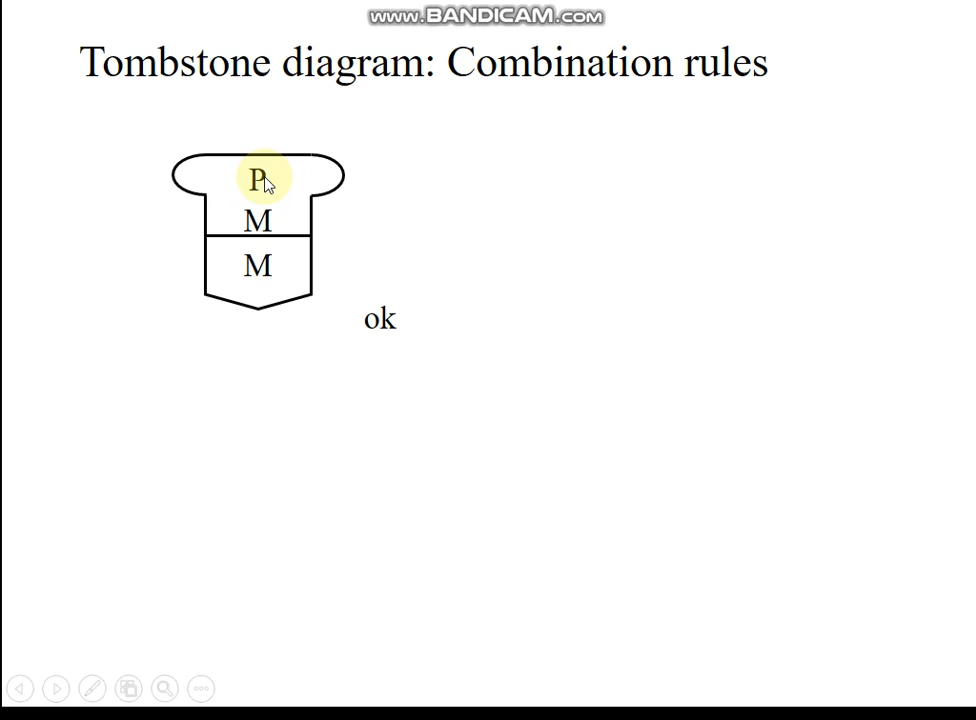 WWW.BANDICAM.COM
Tombstone diagram: Combination rules
P
M
M
ok